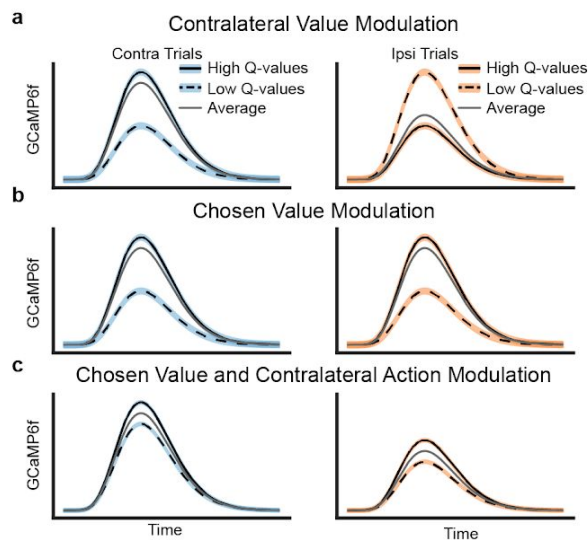 a
Contralateral Value Modulation
Contra Trials
High Q-values
Low Q-values
Average
GCaMP6f
Ipsi Trials
High Q-values
Low Q-values
Average
b
Chosen Value Modulation
GCaMP6f
c
Chosen Value and Contralateral Action Modulation
GCaMP6f
Time
Time